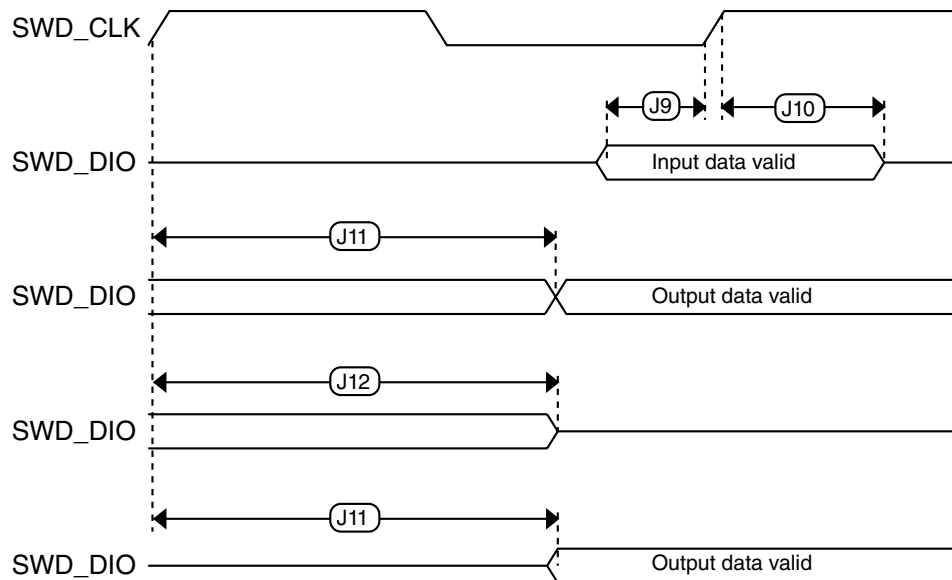 SWD_CLK
J9
J10
SWD_DIO
Input data valid
J11
SWD_DIO
Output data valid
J12
SWD_DIO
J11
SWD_DIO
Output data valid